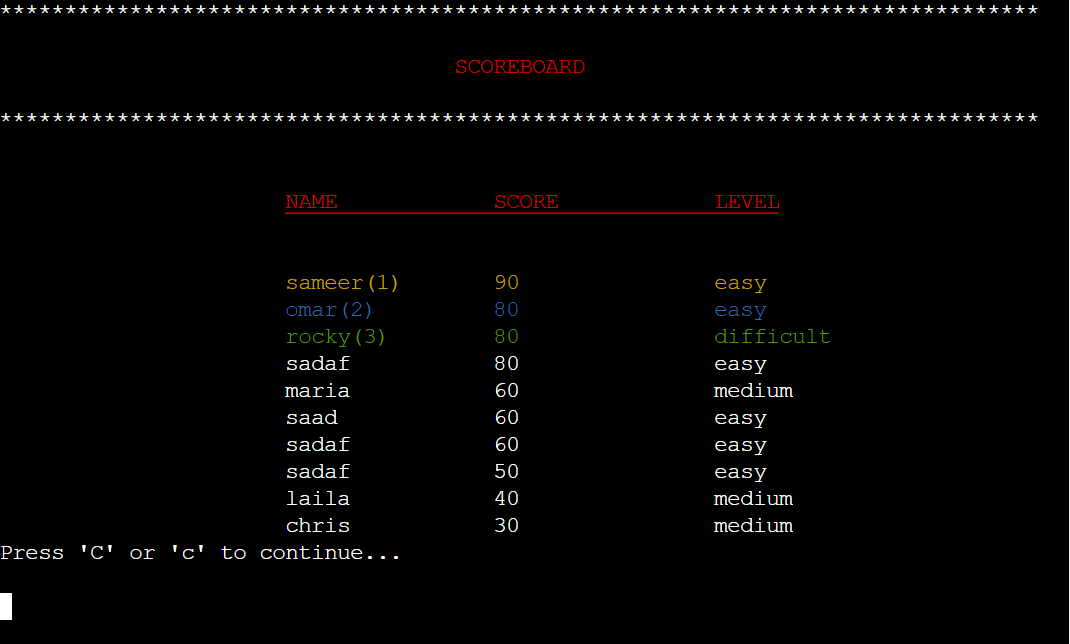 ********************************************************************************
SCOREBOARD
********************************************************************************
NAME SCORE LEVEL
sameer(1) 90 easy
omar(2) 80 easy
rocky(3) 80 difficult
sadaf 80 easy
maria 60 medium
saad 60 easy
sadaf 60 easy
sadaf 50 easy
laila 40 medium
chris 30 medium
Press 'C' or 'c' to continue...